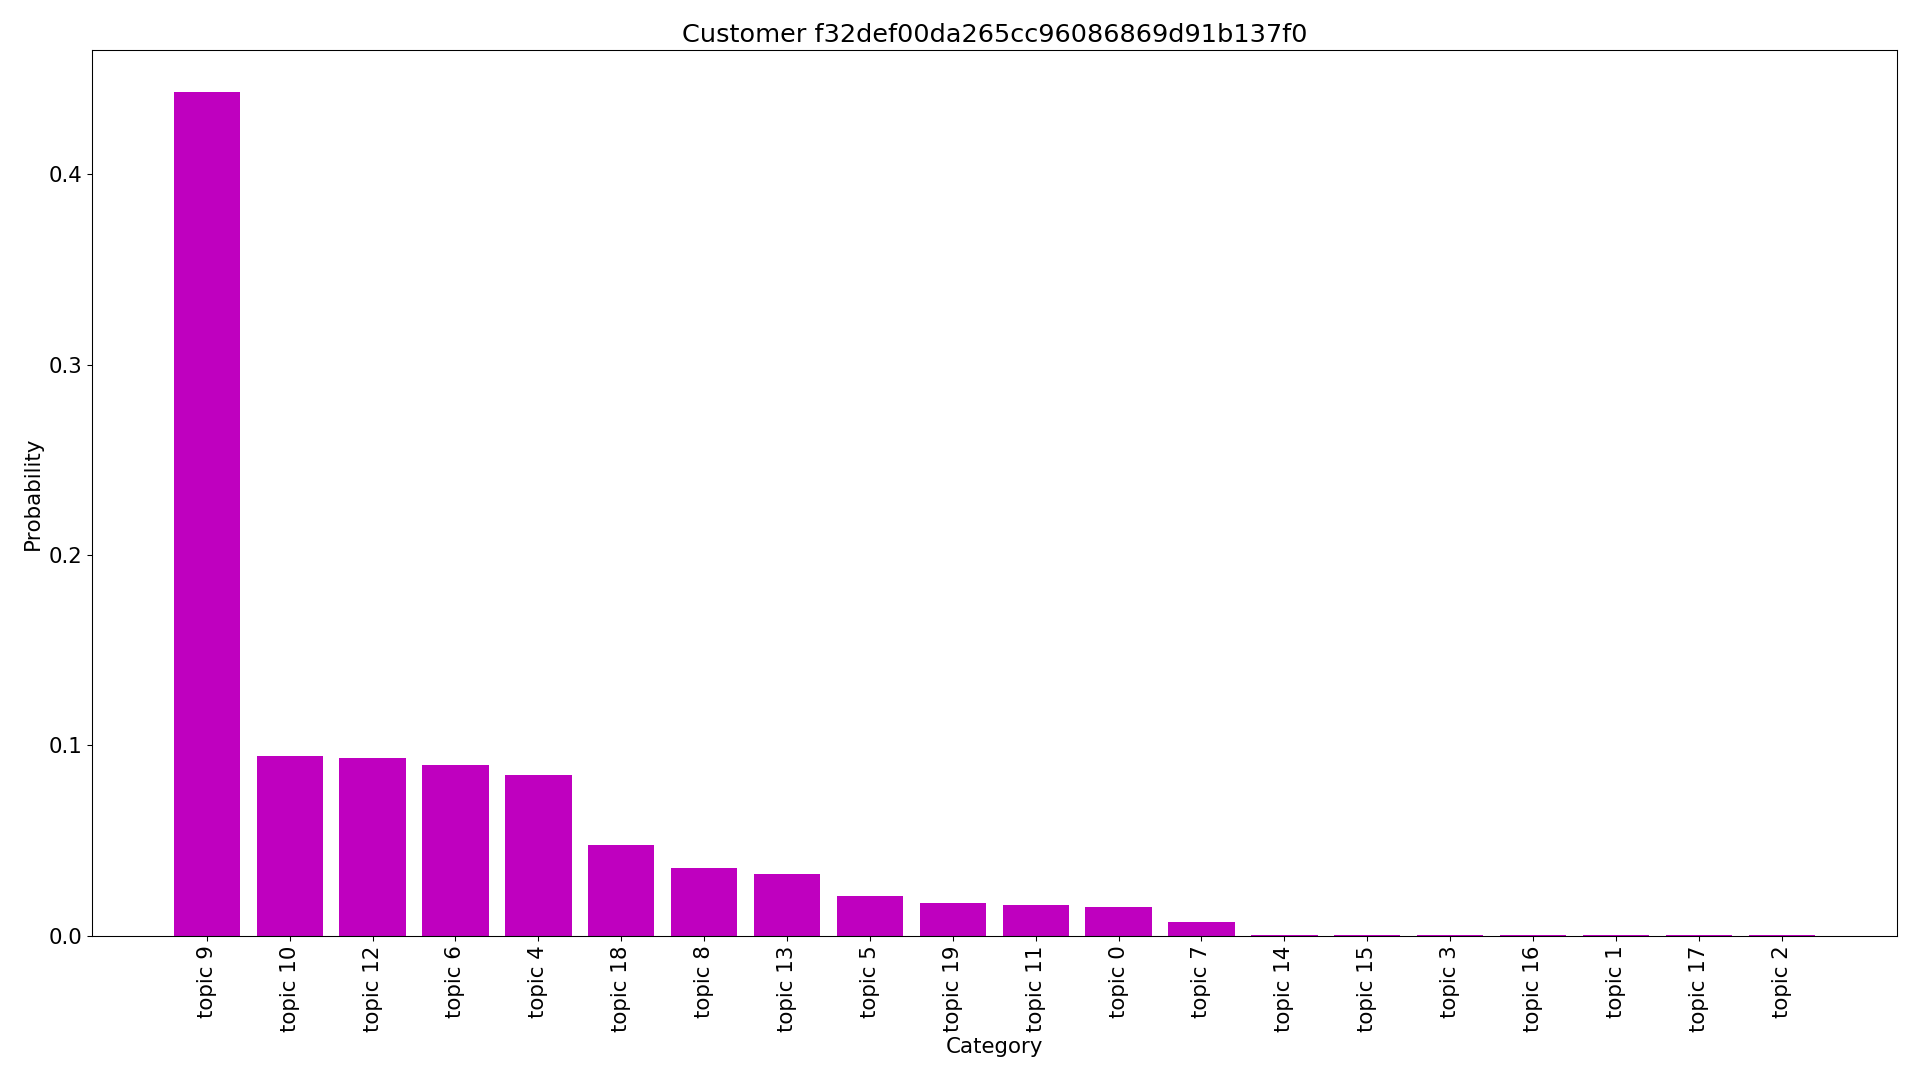 Customer f32def00da265cc96086869d91b137f0
Probability
0.4
0.3
0.2
0.1
0.0
topic 9
topic 10
topic 12
topic 6
topic 4
topic 18
topic 8
topic 13
topic 5
topic 19
topic 11
topic 0
topic 7
topic 14
topic 15
topic 3
topic 16
topic 1
topic 17
topic 2
Category